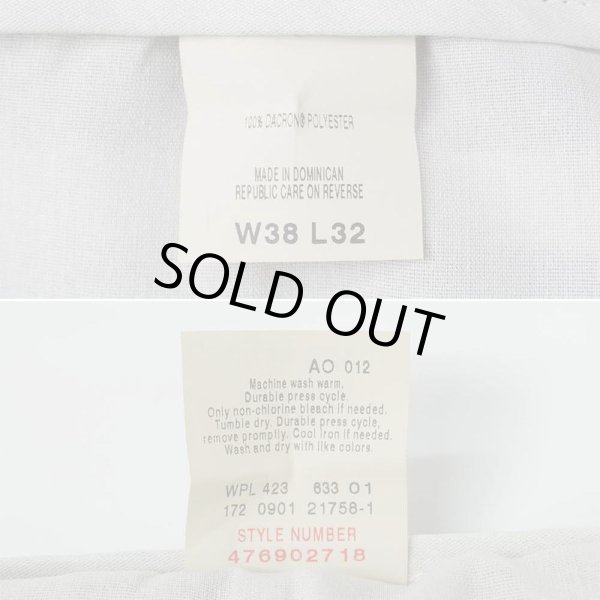 100% DACRON® POLYESTER
MADE IN DOMINICAN
REPUBLIC CARE ON REVERSE
W38 L32
SOLD OUT
AO 012
Machine wash warm.
Durable press cycle.
Only non-chlorine bleach if needed.
Tumble dry. Durable press cycle,
remove promptly. Cool Iron if needed.
Wash and dry with like colors.
WPL 423 633 01
172 0901 21758-1
STYLE NUMBER
476902718